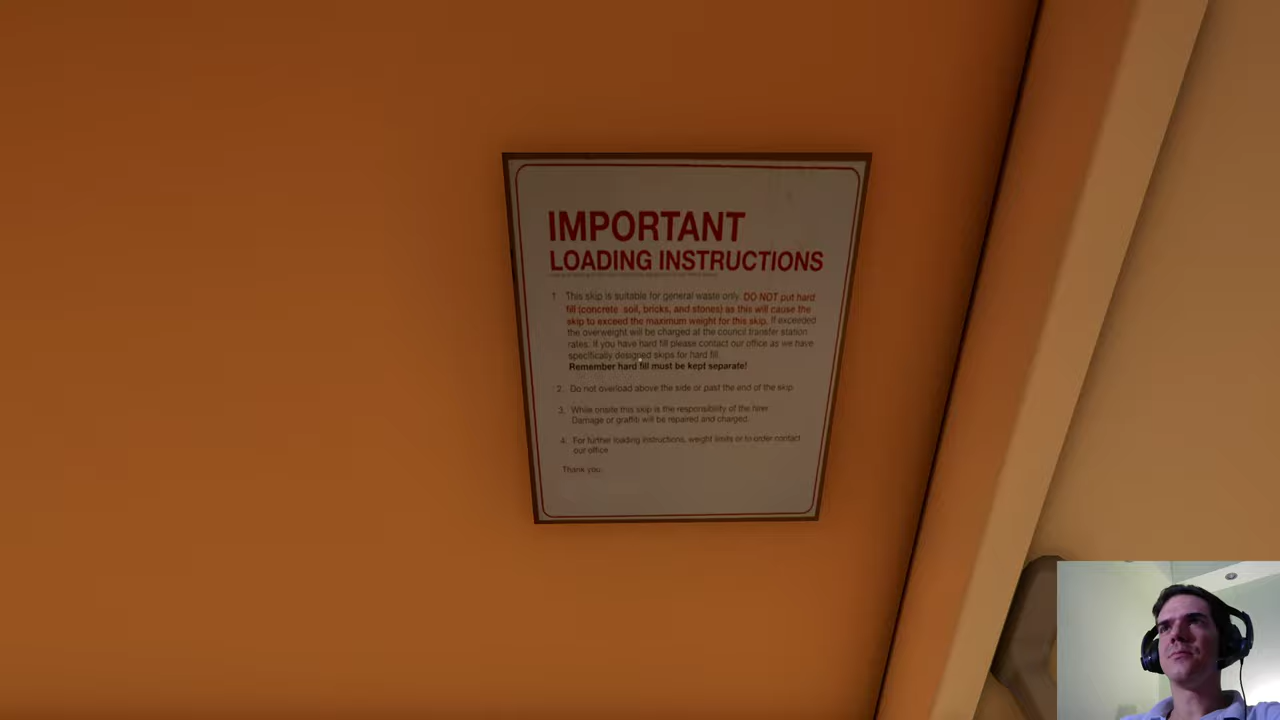 IMPORTANT
LOADING INSTRUCTIONS
1 This skip is suitable for general waste only. DO NOT put hard
fill (concrete soil, bricks, and stones) as this will cause the
skip to exceed the maximum weight for this skip. If exceeded
the overweight will be charged at the council transfer station
rates. If you have hard fill please contact our office as we have
specifically designed skips for hard fill.
Remember hard fill must be kept separate!
2. Do not overload above the side or past the end of the skip.
3. While onsite this skip is the responsibility of the hirer.
Damage or graffiti will be repaired and charged.
4. For further loading instructions, weight limits or to order contact
our office
Thank you.